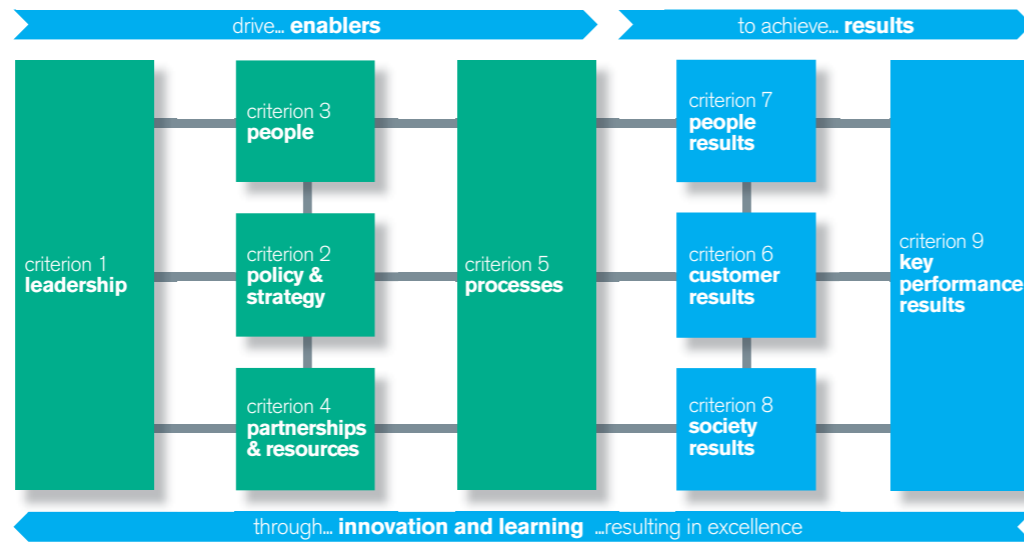 drive... enablers
to achieve... results
criterion 1
leadership
criterion 3
people
criterion 2
policy &
strategy
criterion 4
partnerships
& resources
criterion 5
processes
criterion 7
people
results
criterion 6
customer
results
criterion 8
society
results
criterion 9
key
performance
results
through... innovation and learning ...resulting in excellence